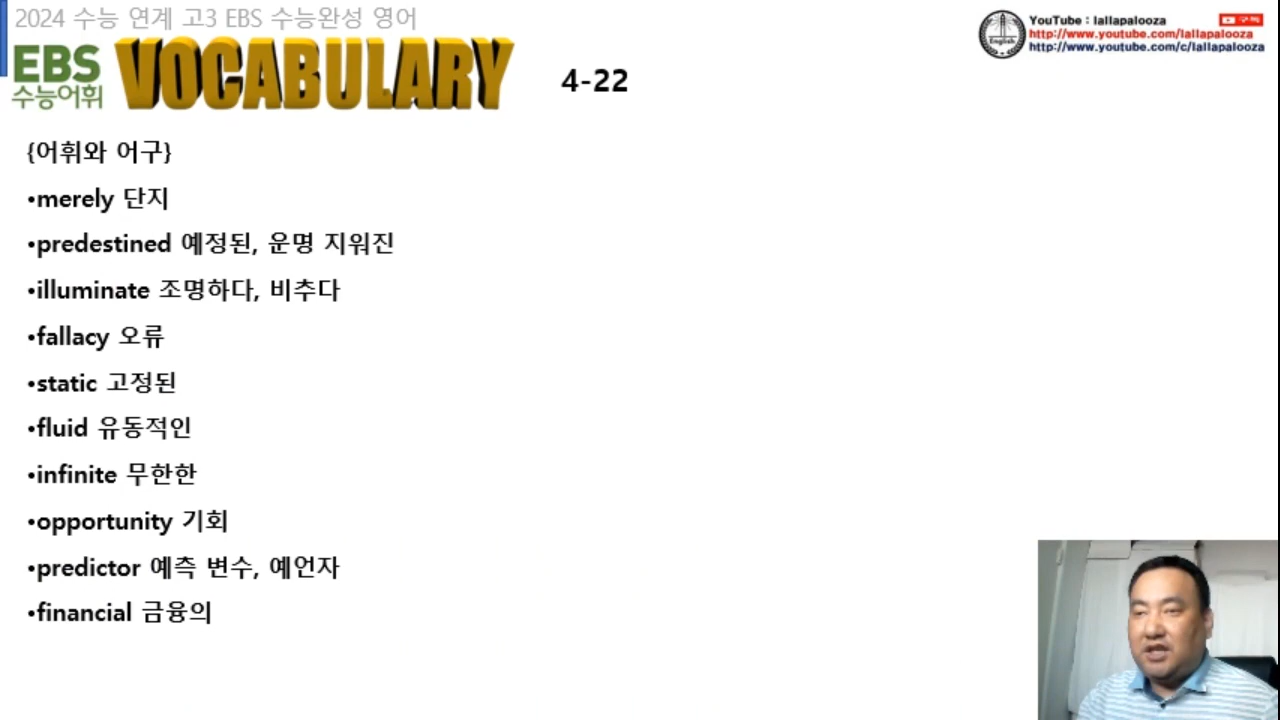 2024 수능 연계 고3 EBS 수능완성 영어
EBS
수능어휘
VOCABULARY
4-22
YouTube : lallapalooza
구독
http://www.youtube.com/lallapalooza
http://www.youtube.com/c/lallapalooza
English
{어휘와 어구}
•merely 단지
•predestined 예정된, 운명 지워진
•illuminate 조명하다, 비추다
•fallacy 오류
•static 고정된
•fluid 유동적인
•infinite 무한한
•opportunity 기회
•predictor 예측 변수, 예언자
•financial 금융의